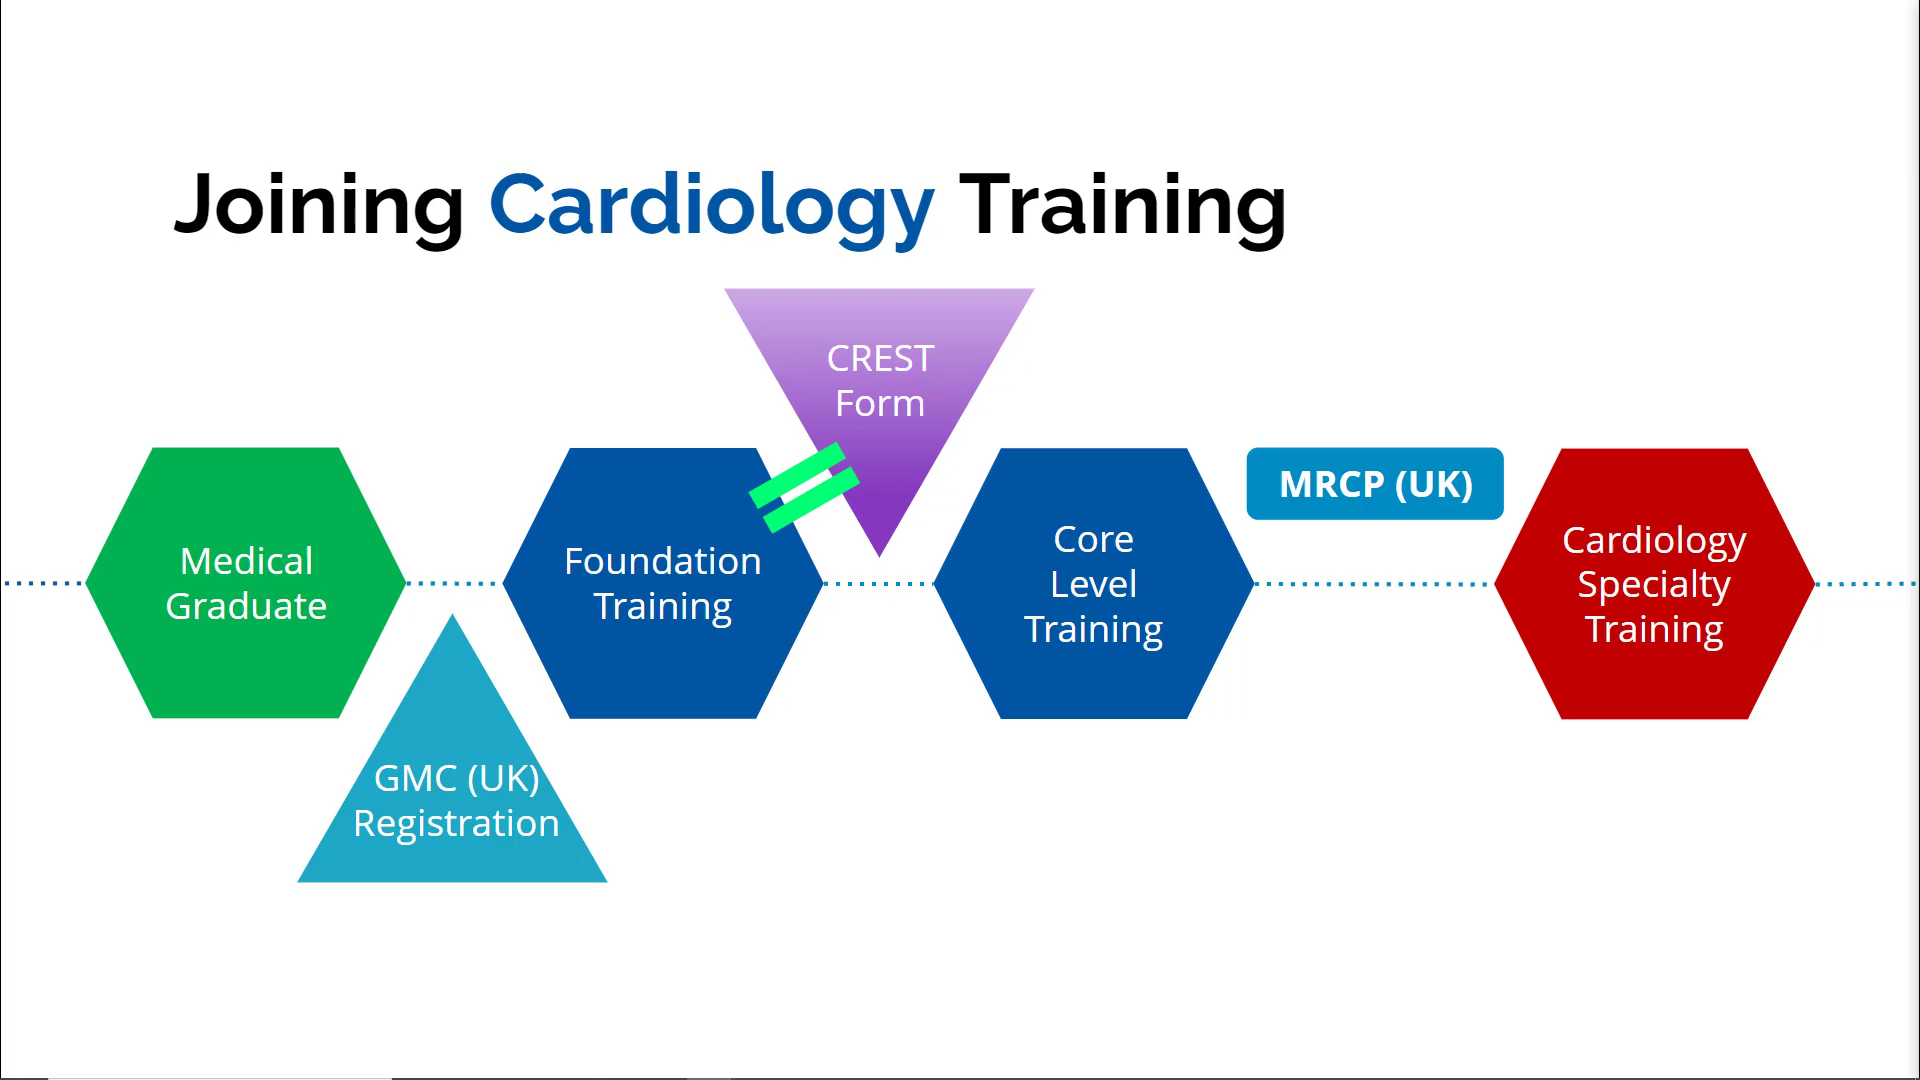 Joining Cardiology Training
CREST
Form
Medical
Graduate
Foundation
Training
Core
Level
Training
MRCP (UK)
Cardiology
Specialty
Training
GMC (UK)
Registration